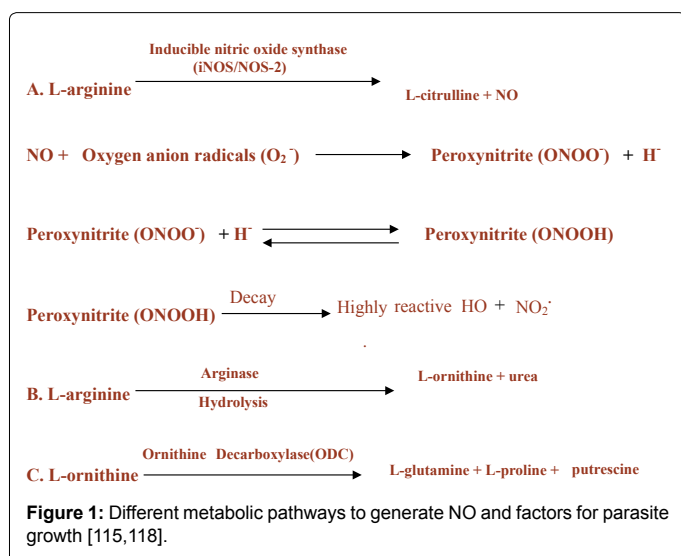 Inducible nitric oxide synthase
(iNOS/NOS-2)
A. L-arginine
L-citrulline + NO
NO + Oxygen anion radicals (O₂⁻) Peroxynitrite (ONOO⁻) + H⁻
Peroxynitrite (ONOO⁻) + H⁻ Peroxynitrite (ONOOH)
Decay
Peroxynitrite (ONOOH) Highly reactive HO + NO₂·
.
Arginase
B. L-arginine L-ornithine + urea
Hydrolysis
Ornithine Decarboxylase(ODC)
C. L-ornithine L-glutamine + L-proline + putrescine
Figure 1: Different metabolic pathways to generate NO and factors for parasite
growth [115,118].